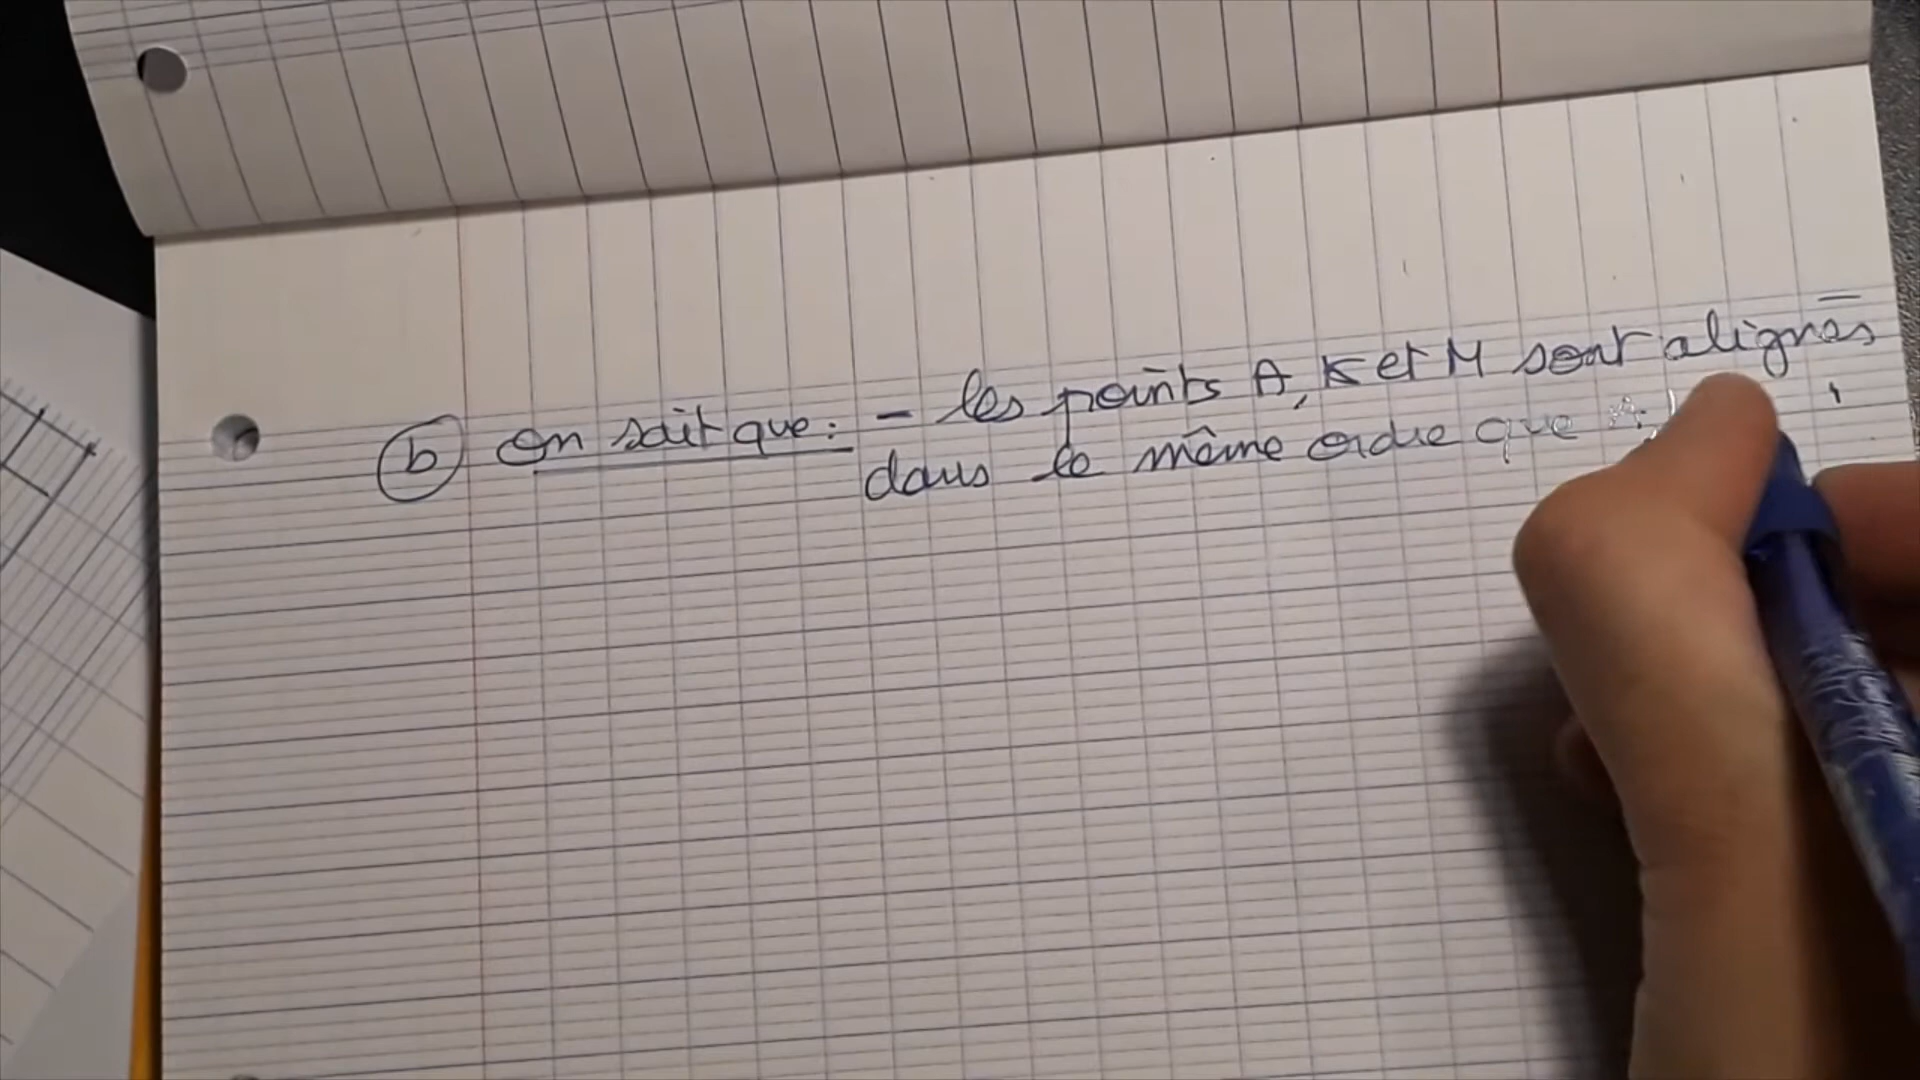 b On sait que : - les points A, K et M sont alignés
dans le même ordre que A,